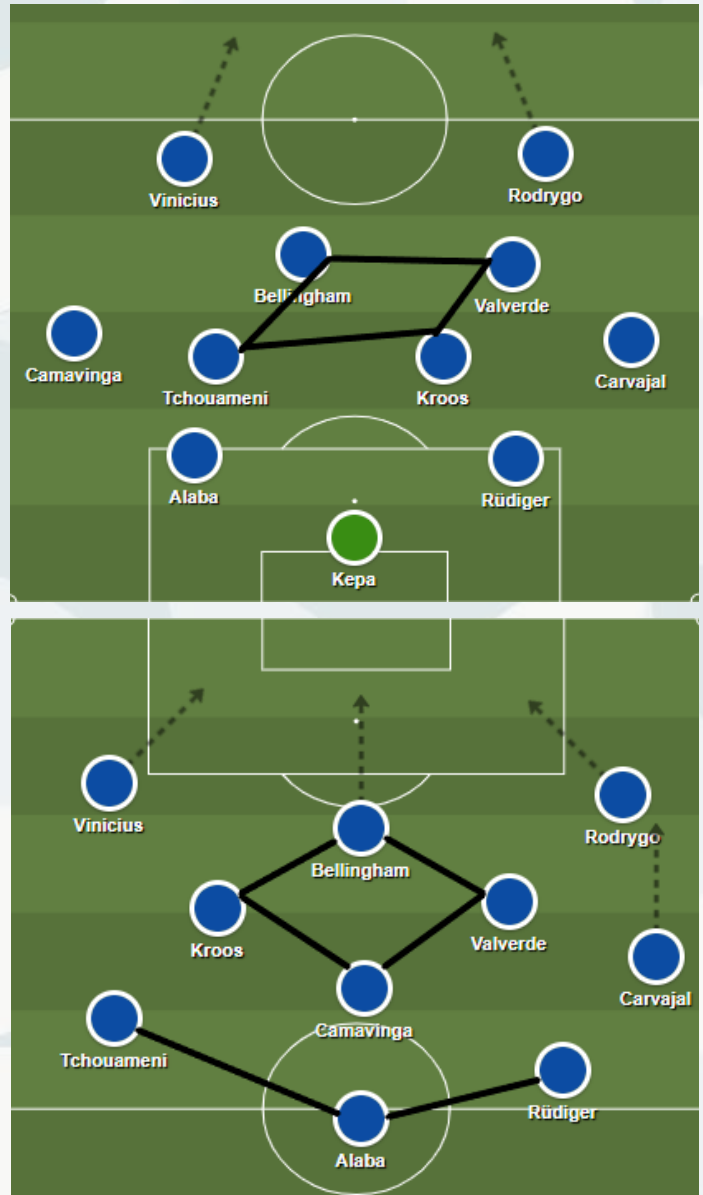 Vinicius
Rodrygo
Bellingham
Valverde
Camavinga
Tchouameni
Kroos
Carvajal
Alaba
Rüdiger
Kepa
Vinicius
Rodrygo
Bellingham
Kroos
Valverde
Carvajal
Camavinga
Tchouameni
Rüdiger
Alaba